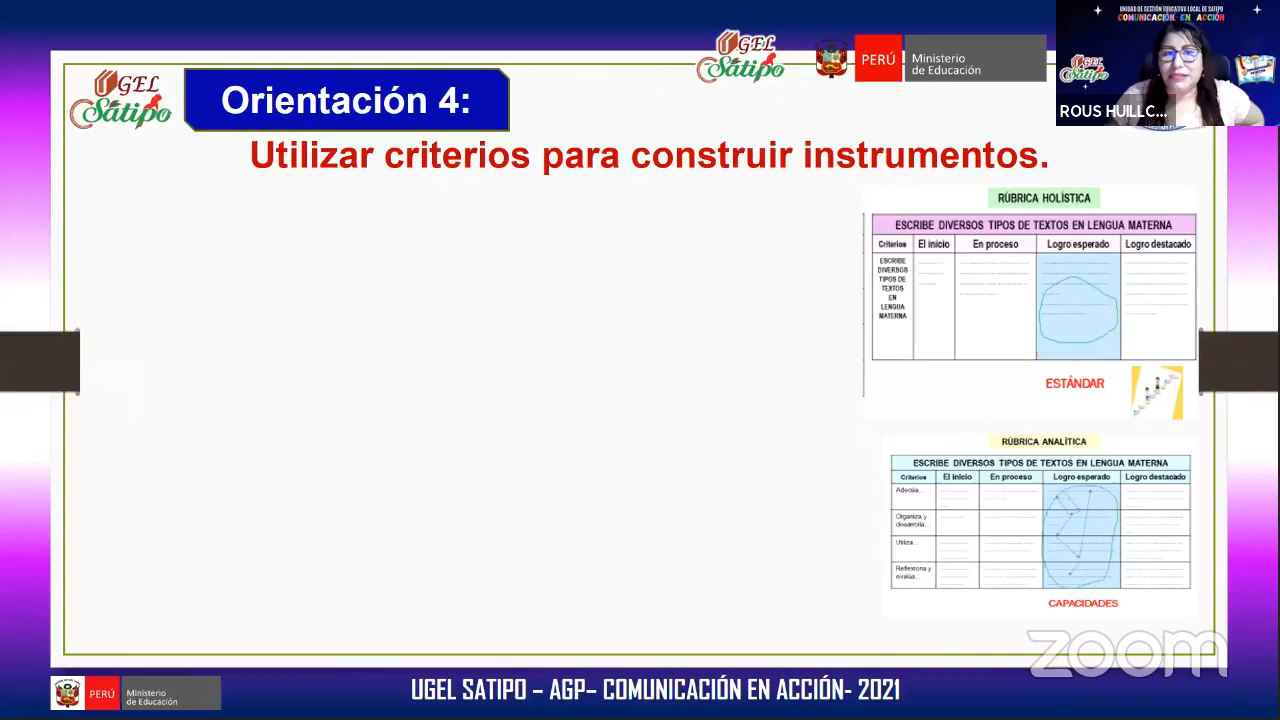 UGEL
Satipo
PERÚ
Ministerio
de Educación
UNIDAD DE GESTIÓN EDUCATIVA LOCAL DE SATIPO
COMUNICACIÓN EN ACCIÓN
UGEL
Satipo
ROUS HUILLC...
UGEL
Satipo
Orientación 4:
Utilizar criterios para construir instrumentos.
RÚBRICA HOLÍSTICA
ESCRIBE DIVERSOS TIPOS DE TEXTOS EN LENGUA MATERNA
Criterios El inicio En proceso Logro esperado Logro destacado
ESCRIBE
DIVERSOS
TIPOS DE
TEXTOS
EN
LENGUA
MATERNA
ESTÁNDAR
RÚBRICA ANALÍTICA
ESCRIBE DIVERSOS TIPOS DE TEXTOS EN LENGUA MATERNA
Criterios El inicio En proceso Logro esperado Logro destacado
Adecúa...
Organiza y
desarrolla...
Utiliza...
Reflexiona y
evalúa...
CAPACIDADES
zoom
PERÚ
Ministerio
de Educación
UGEL SATIPO – AGP– COMUNICACIÓN EN ACCIÓN- 2021